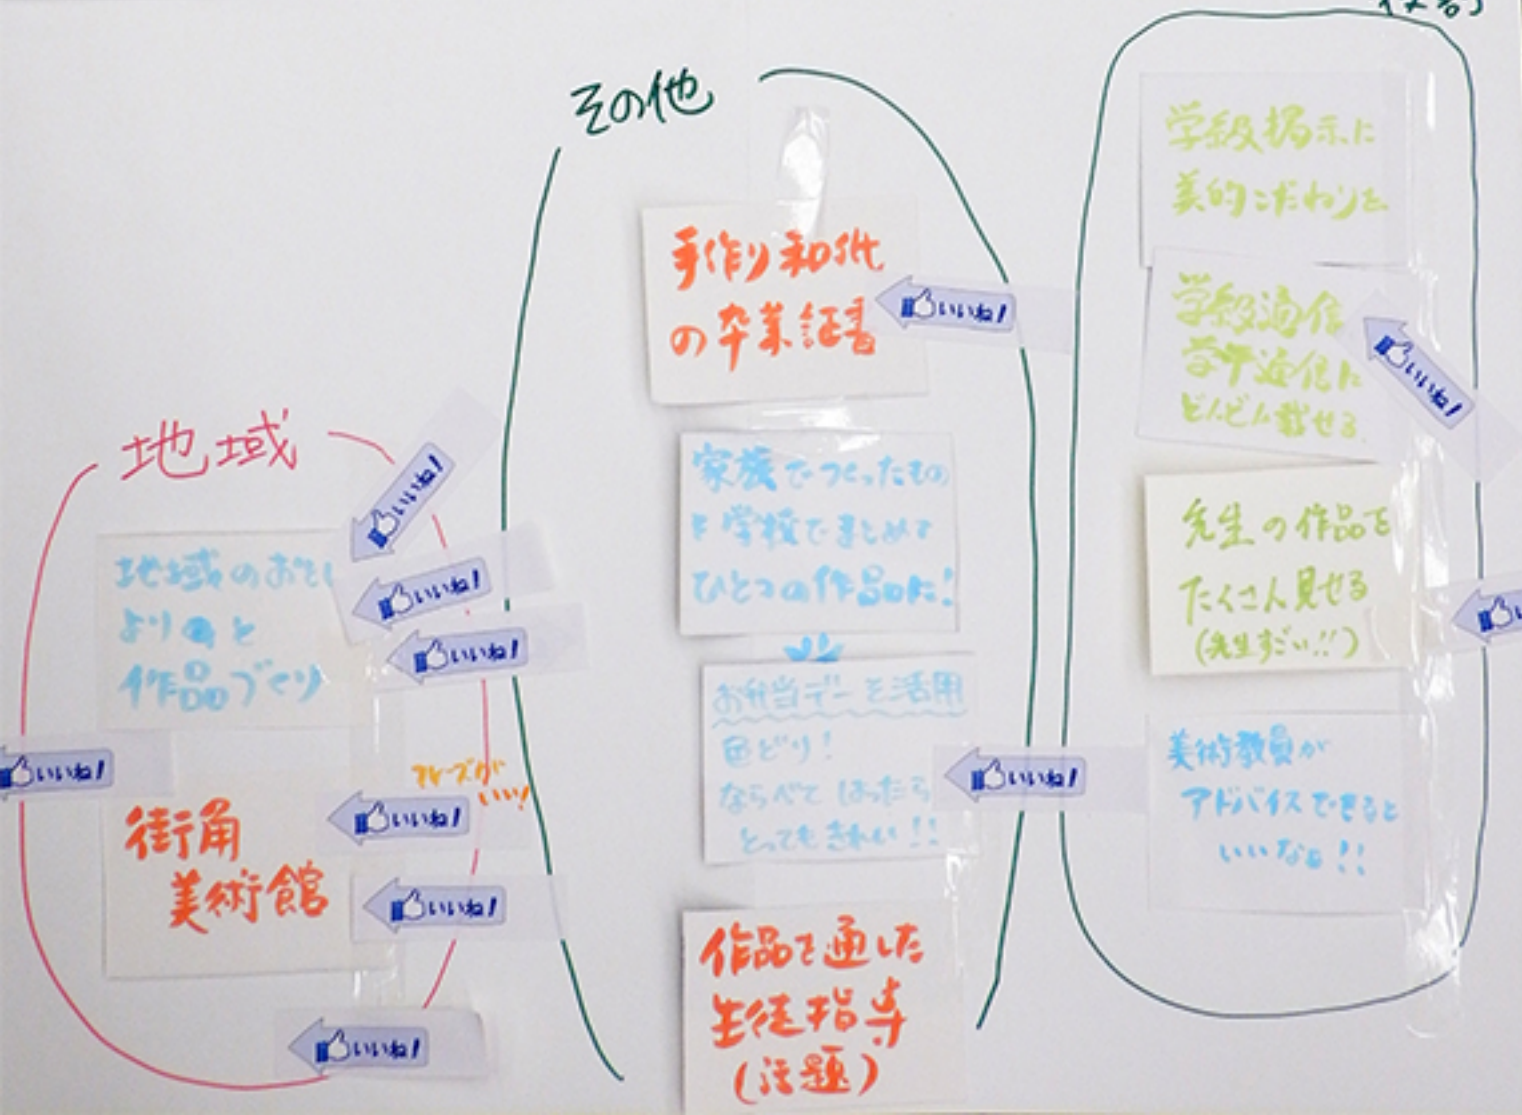 地域
いいね!
地域のおとし
よりと
作品づくり
いいね!
いいね!
いいね!
フレーズが
いい!
街角
美術館
いいね!
いいね!
いいね!
その他
手作り和紙
の卒業証書
いいね!
家族でつくったもの
を学校でまとめて
ひとつの作品に!
お弁当デーを活用
色どり!
ならべてはったら
とってもきれい!!
いいね!
作品を通した
生徒指導
(話題)
学級掲示に
美的こだわりを
学級通信
学年通信に
どんどん載せる
いいね!
先生の作品を
たくさん見せる
(先生すごい!!)
い
美術教員が
アドバイスできると
いいなあ!!